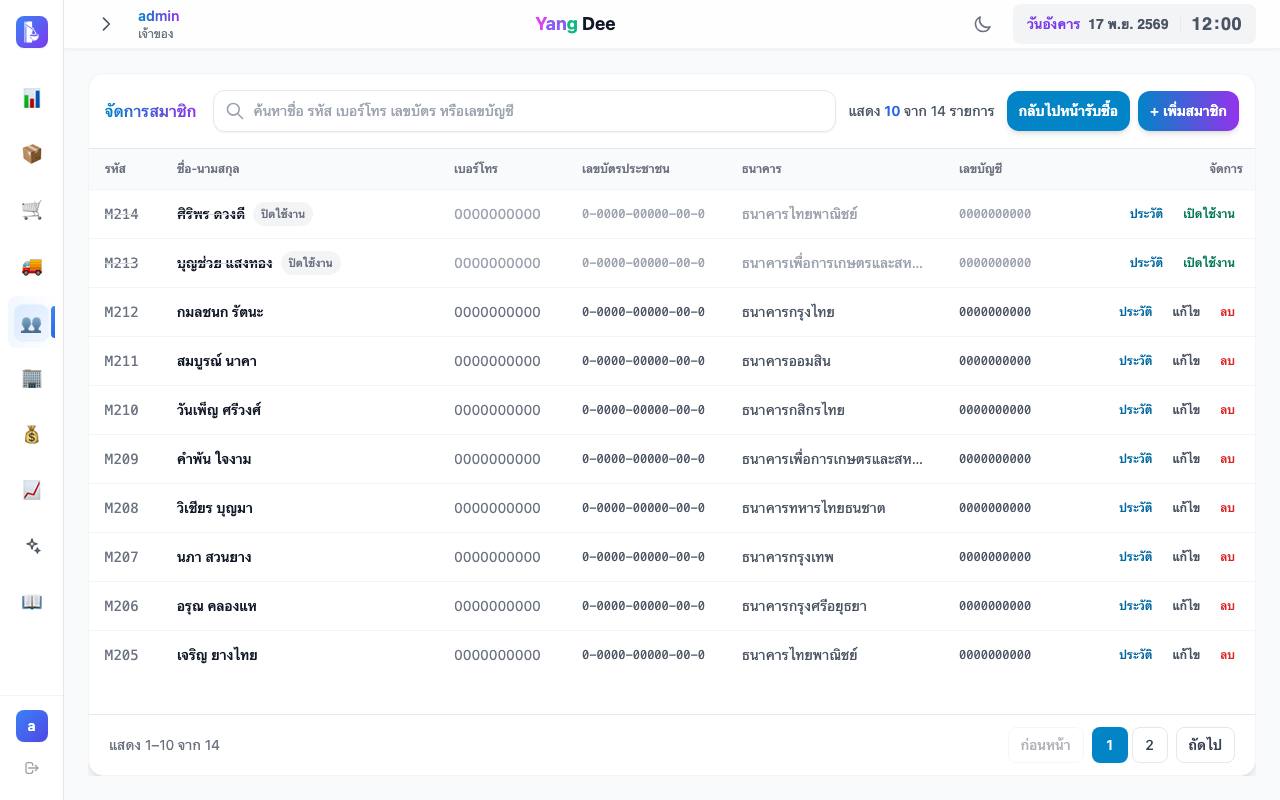 admin
เจ้าของ
Yang Dee
วันอังคาร 17 พ.ย. 2569 12:00
จัดการสมาชิก
ค้นหาชื่อ รหัส เบอร์โทร เลขบัตร หรือเลขบัญชี
แสดง 10 จาก 14 รายการ
กลับไปหน้ารับซื้อ
+ เพิ่มสมาชิก
รหัส ชื่อ-นามสกุล เบอร์โทร เลขบัตรประชาชน ธนาคาร เลขบัญชี จัดการ
M214 ศิริพร ดวงดี ปิดใช้งาน 0000000000 0-0000-00000-00-0 ธนาคารไทยพาณิชย์ 0000000000 ประวัติ เปิดใช้งาน
M213 บุญช่วย แสงทอง ปิดใช้งาน 0000000000 0-0000-00000-00-0 ธนาคารเพื่อการเกษตรและสห... 0000000000 ประวัติ เปิดใช้งาน
M212 กมลชนก รัตนะ 0000000000 0-0000-00000-00-0 ธนาคารกรุงไทย 0000000000 ประวัติ แก้ไข ลบ
M211 สมบูรณ์ นาคา 0000000000 0-0000-00000-00-0 ธนาคารออมสิน 0000000000 ประวัติ แก้ไข ลบ
M210 วันเพ็ญ ศรีวงศ์ 0000000000 0-0000-00000-00-0 ธนาคารกสิกรไทย 0000000000 ประวัติ แก้ไข ลบ
M209 คำพัน ใจงาม 0000000000 0-0000-00000-00-0 ธนาคารเพื่อการเกษตรและสห... 0000000000 ประวัติ แก้ไข ลบ
M208 วิเชียร บุญมา 0000000000 0-0000-00000-00-0 ธนาคารทหารไทยธนชาต 0000000000 ประวัติ แก้ไข ลบ
M207 นภา สวนยาง 0000000000 0-0000-00000-00-0 ธนาคารกรุงเทพ 0000000000 ประวัติ แก้ไข ลบ
M206 อรุณ คลองแห 0000000000 0-0000-00000-00-0 ธนาคารกรุงศรีอยุธยา 0000000000 ประวัติ แก้ไข ลบ
M205 เจริญ ยางไทย 0000000000 0-0000-00000-00-0 ธนาคารไทยพาณิชย์ 0000000000 ประวัติ แก้ไข ลบ
a
แสดง 1–10 จาก 14
ก่อนหน้า 1 2 ถัดไป